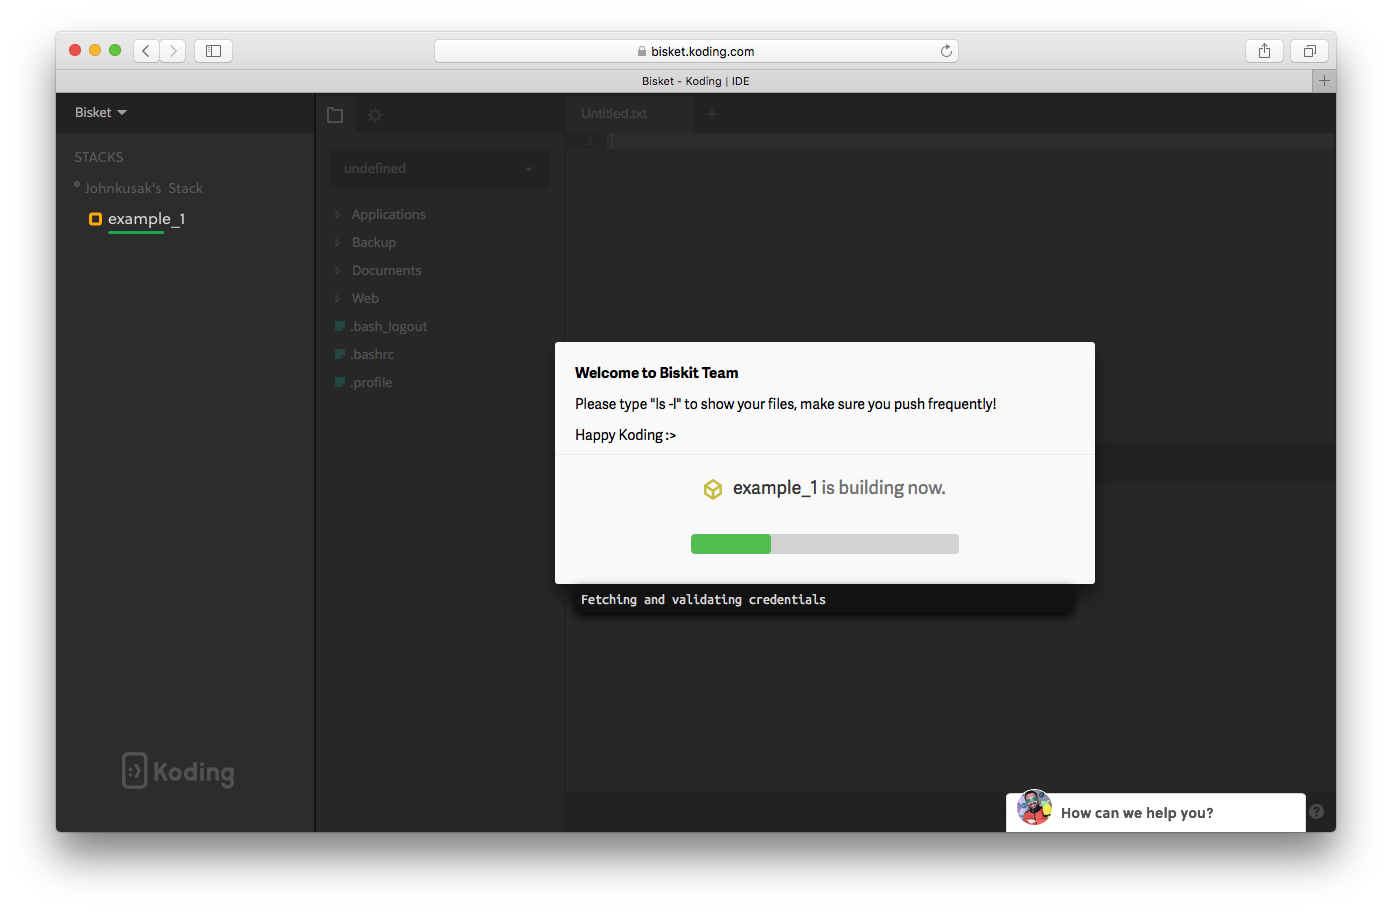 bisket.koding.com
Bisket - Koding | IDE
Bisket
STACKS
Johnkusak's Stack
example_1
undefined
Applications
Backup
Documents
Web
.bash_logout
.bashrc
.profile
Untitled.txt
1
Welcome to Biskit Team
Please type "ls -l" to show your files, make sure you push frequently!
Happy Koding :>
example_1 is building now.
Fetching and validating credentials
:) Koding
How can we help you?
?